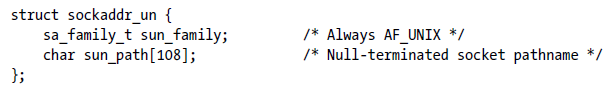 struct sockaddr_un {
    sa_family_t sun_family;         /* Always AF_UNIX */
    char sun_path[108];             /* Null-terminated socket pathname */
};